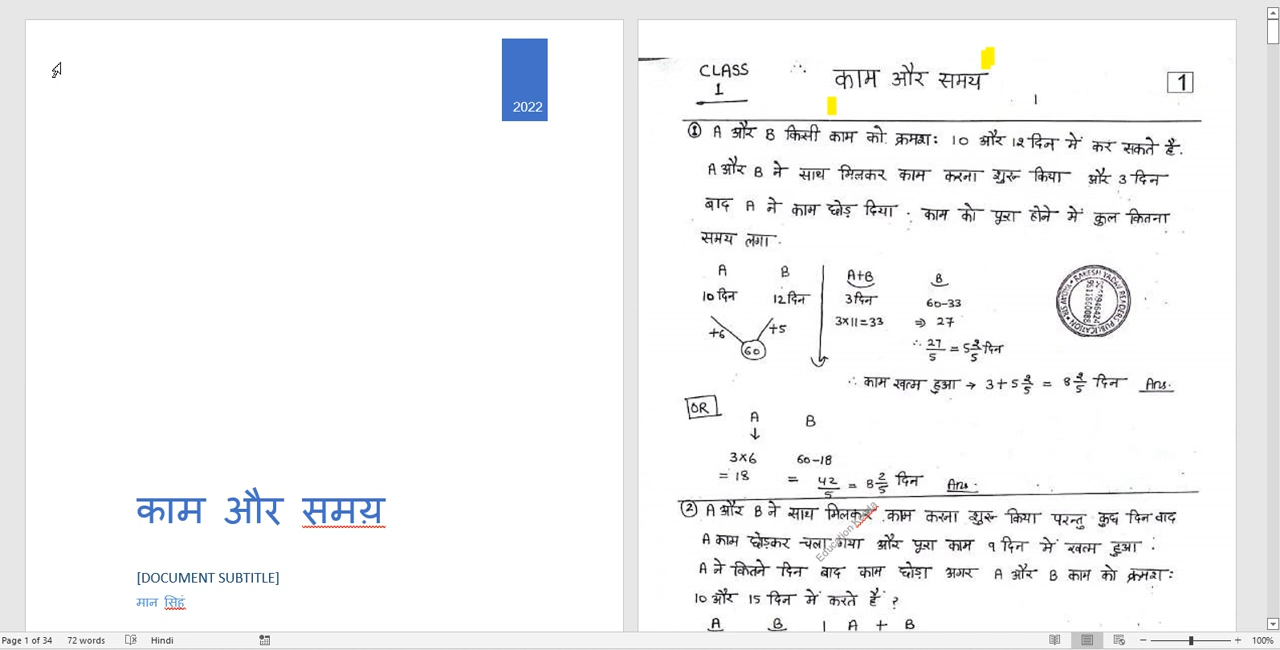 2022
काम और समय़
[DOCUMENT SUBTITLE]
मान सिहं
CLASS
1
∴ काम और समय
1
① A और B किसी काम को क्रमशः 10 और 12 दिन में कर सकते है.
A और B ने साथ मिलकर काम करना शुरू किया और 3 दिन
बाद A ने काम छोड़ दिया . काम को पूरा होने में कुल कितना
समय लगा.
A B
10 दिन 12 दिन
+6 +5
60
A+B B
3 दिन 60-33
3×11=33 ⇒ 27
∴ 27/5 = 5 2/5 दिन
∴ काम खत्म हुआ → 3 + 5 2/5 = 8 2/5 दिन Ans.
OR
A B
↓
3×6 60-18
= 18 = 42/5 = 8 2/5 दिन Ans.
② A और B ने साथ मिलकर काम करना शुरू किया परन्तु कुछ दिन बाद
A काम छोड़कर चला गया और पूरा काम 9 दिन में खत्म हुआ .
A ने कितने दिन बाद काम छोड़ा अगर A और B काम को क्रमशः
10 और 15 दिन में करते हैं ?
A B A + B
Page 1 of 34 72 words Hindi 100%